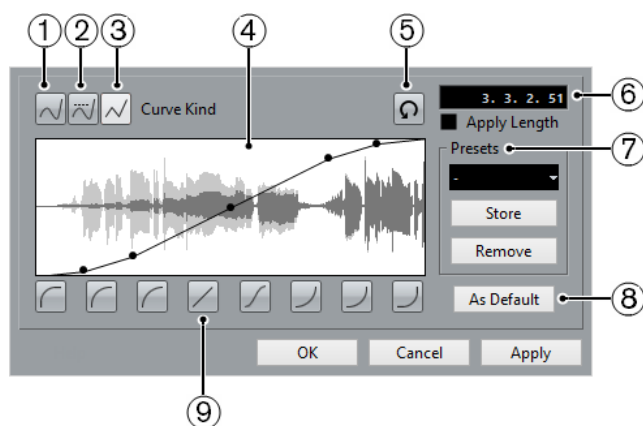 ① ② ③ ④ ⑤
Curve Kind
3. 3. 2. 51
⑥
Apply Length
Presets
⑦
-
Store
Remove
As Default
⑧
OK Cancel Apply
⑨